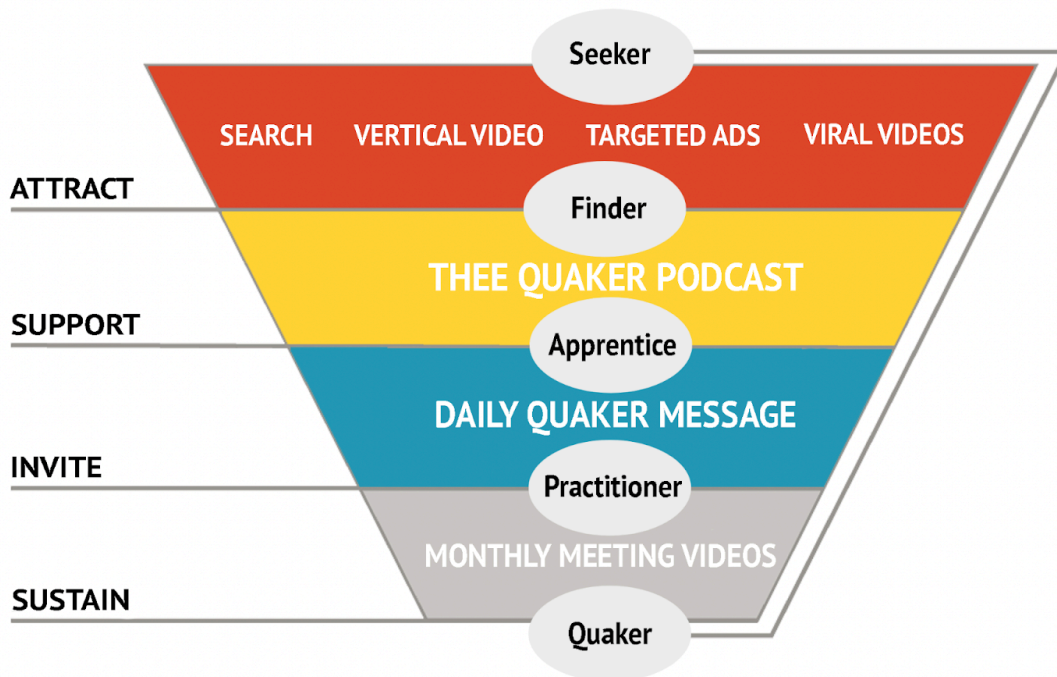 Seeker
SEARCH VERTICAL VIDEO TARGETED ADS VIRAL VIDEOS
ATTRACT
Finder
THEE QUAKER PODCAST
SUPPORT
Apprentice
DAILY QUAKER MESSAGE
INVITE
Practitioner
MONTHLY MEETING VIDEOS
SUSTAIN
Quaker